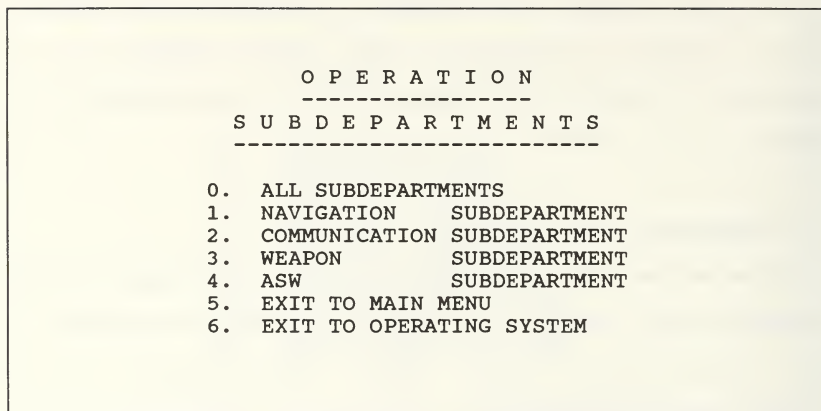 O P E R A T I O N
-----------------
S U B D E P A R T M E N T S
---------------------------
0. ALL SUBDEPARTMENTS
1. NAVIGATION SUBDEPARTMENT
2. COMMUNICATION SUBDEPARTMENT
3. WEAPON SUBDEPARTMENT
4. ASW SUBDEPARTMENT
5. EXIT TO MAIN MENU
6. EXIT TO OPERATING SYSTEM